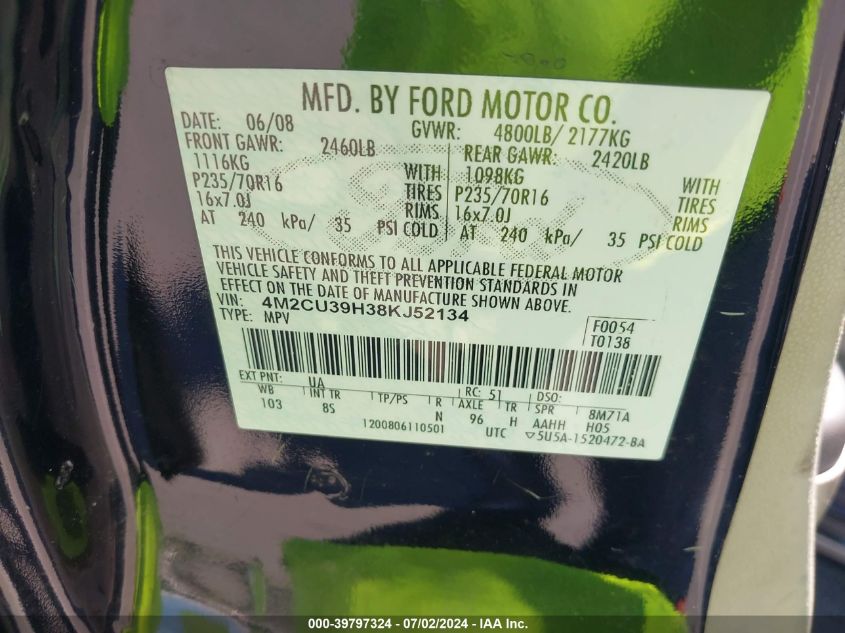 MFD. BY FORD MOTOR CO.
DATE: 06/08 GVWR: 4800LB/ 2177KG
FRONT GAWR: 2460LB REAR GAWR: 2420LB
1116KG WITH 1098KG WITH
P235/70R16 TIRES P235/70R16 TIRES
16x7.0J RIMS 16x7.0J RIMS
AT 240 kPa/ 35 PSI COLD AT 240 kPa/ 35 PSI COLD
THIS VEHICLE CONFORMS TO ALL APPLICABLE FEDERAL MOTOR
VEHICLE SAFETY AND THEFT PREVENTION STANDARDS IN
EFFECT ON THE DATE OF MANUFACTURE SHOWN ABOVE.
VIN: 4M2CU39H38KJ52134 F0054
TYPE: MPV T0138
EXT PNT: UA RC: 51 DSO:
WB INT TR TP/PS R AXLE TR SPR 8M71A
103 8S N 96 H AAHH H05
1200806110501 UTC ▽5U5A-1520472-BA
000-39797324 / 07/02/2024 - IAA Inc.